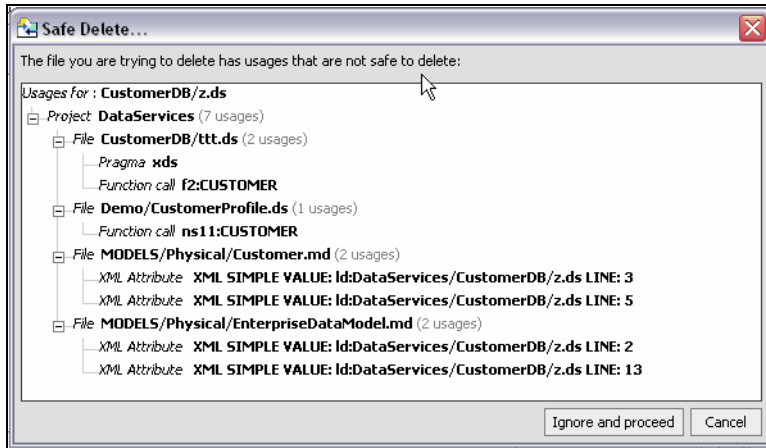 Safe Delete...
The file you are trying to delete has usages that are not safe to delete:
Usages for : CustomerDB/z.ds
Project DataServices (7 usages)
File CustomerDB/ttt.ds (2 usages)
Pragma xds
Function call f2:CUSTOMER
File Demo/CustomerProfile.ds (1 usages)
Function call ns11:CUSTOMER
File MODELS/Physical/Customer.md (2 usages)
XML Attribute XML SIMPLE VALUE: ld:DataServices/CustomerDB/z.ds LINE: 3
XML Attribute XML SIMPLE VALUE: ld:DataServices/CustomerDB/z.ds LINE: 5
File MODELS/Physical/EnterpriseDataModel.md (2 usages)
XML Attribute XML SIMPLE VALUE: ld:DataServices/CustomerDB/z.ds LINE: 2
XML Attribute XML SIMPLE VALUE: ld:DataServices/CustomerDB/z.ds LINE: 13
Ignore and proceed Cancel